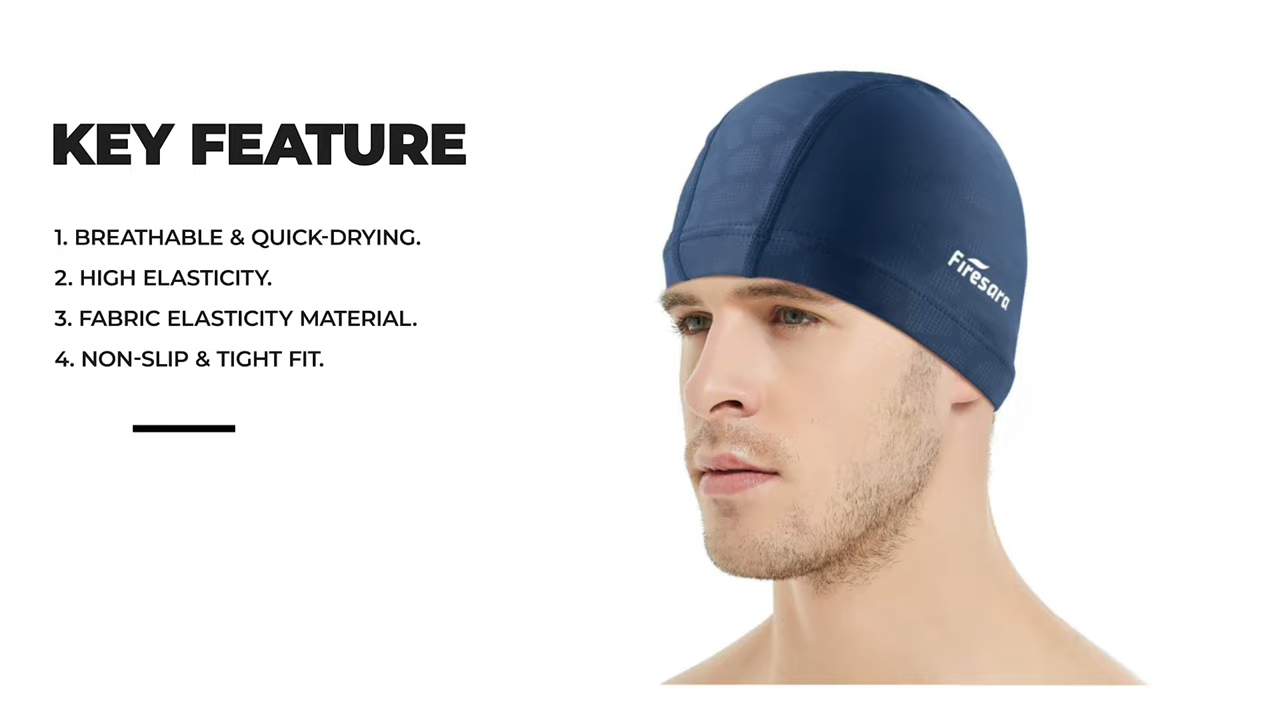 KEY FEATURE
1. BREATHABLE & QUICK-DRYING.
2. HIGH ELASTICITY.
3. FABRIC ELASTICITY MATERIAL.
4. NON-SLIP & TIGHT FIT.
Firesara